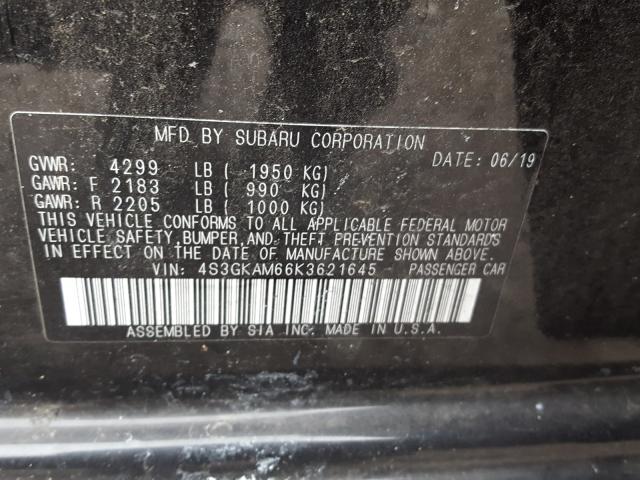 MFD BY SUBARU CORPORATION
GVWR: 4299 LB ( 1950 KG) DATE: 06/19
GAWR: F 2183 LB ( 990 KG)
GAWR: R 2205 LB ( 1000 KG)
THIS VEHICLE CONFORMS TO ALL APPLICABLE FEDERAL MOTOR
VEHICLE SAFETY, BUMPER, AND THEFT PREVENTION STANDARDS
IN EFFECT ON THE DATE OF MANUFACTURE SHOWN ABOVE.
VIN: 4S3GKAM66K3621645 PASSENGER CAR
ASSEMBLED BY SIA INC. MADE IN U.S.A.